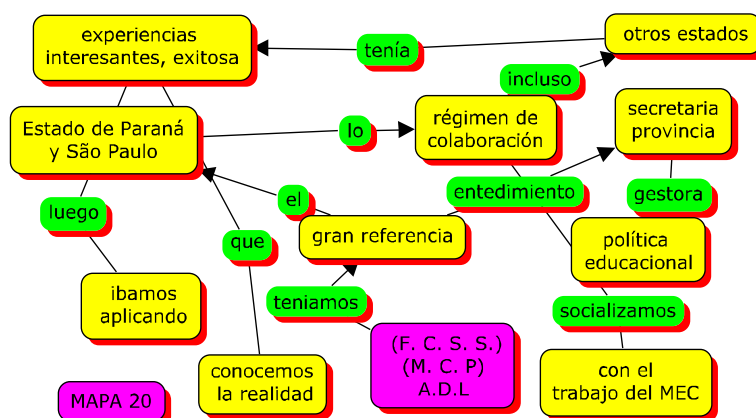 experiencias
interesantes, exitosa
tenía
otros estados
incluso
Estado de Paraná
y São Paulo
lo
régimen de
colaboración
secretaria
provincia
luego
el
entedimiento
gestora
que
gran referencia
política
educacional
ibamos
aplicando
teniamos
socializamos
conocemos
la realidad
(F. C. S. S.)
(M. C. P)
A.D.L
con el
trabajo del MEC
MAPA 20